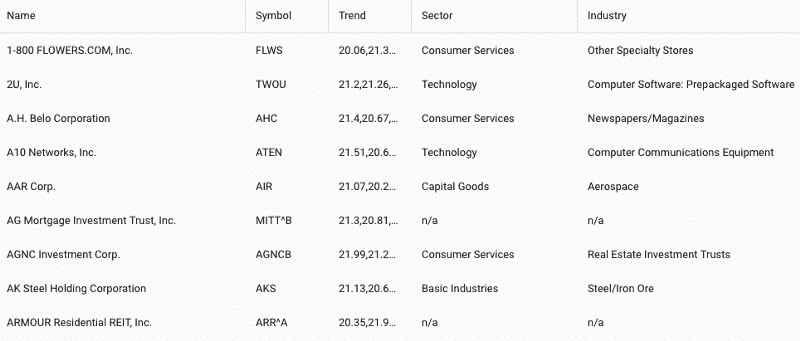 Name Symbol Trend Sector Industry
1-800 FLOWERS.COM, Inc. FLWS 20.06,21.3... Consumer Services Other Specialty Stores
2U, Inc. TWOU 21.2,21.26,... Technology Computer Software: Prepackaged Software
A.H. Belo Corporation AHC 21.4,20.67,... Consumer Services Newspapers/Magazines
A10 Networks, Inc. ATEN 21.51,20.6... Technology Computer Communications Equipment
AAR Corp. AIR 21.07,20.2... Capital Goods Aerospace
AG Mortgage Investment Trust, Inc. MITT^B 21.3,20.81,... n/a n/a
AGNC Investment Corp. AGNCB 21.99,21.2... Consumer Services Real Estate Investment Trusts
AK Steel Holding Corporation AKS 21.13,20.6... Basic Industries Steel/Iron Ore
ARMOUR Residential REIT, Inc. ARR^A 20.35,21.9... n/a n/a